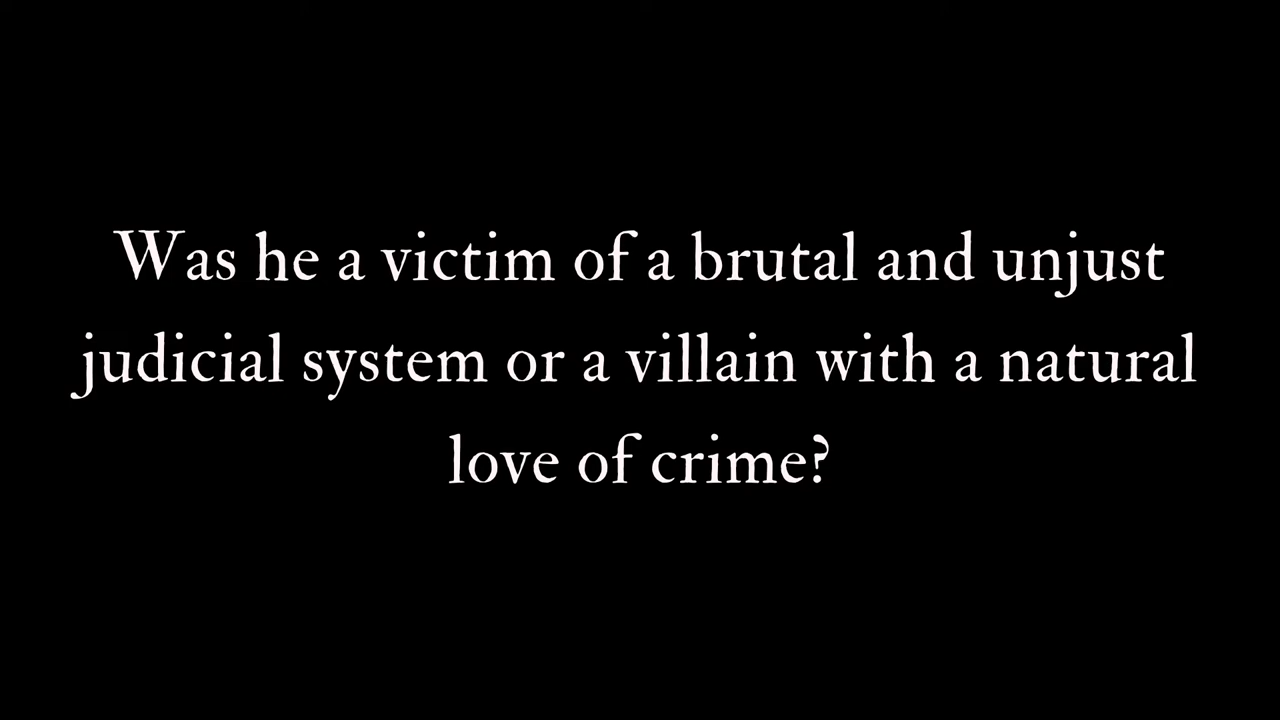 Was he a victim of a brutal and unjust
judicial system or a villain with a natural
love of crime?